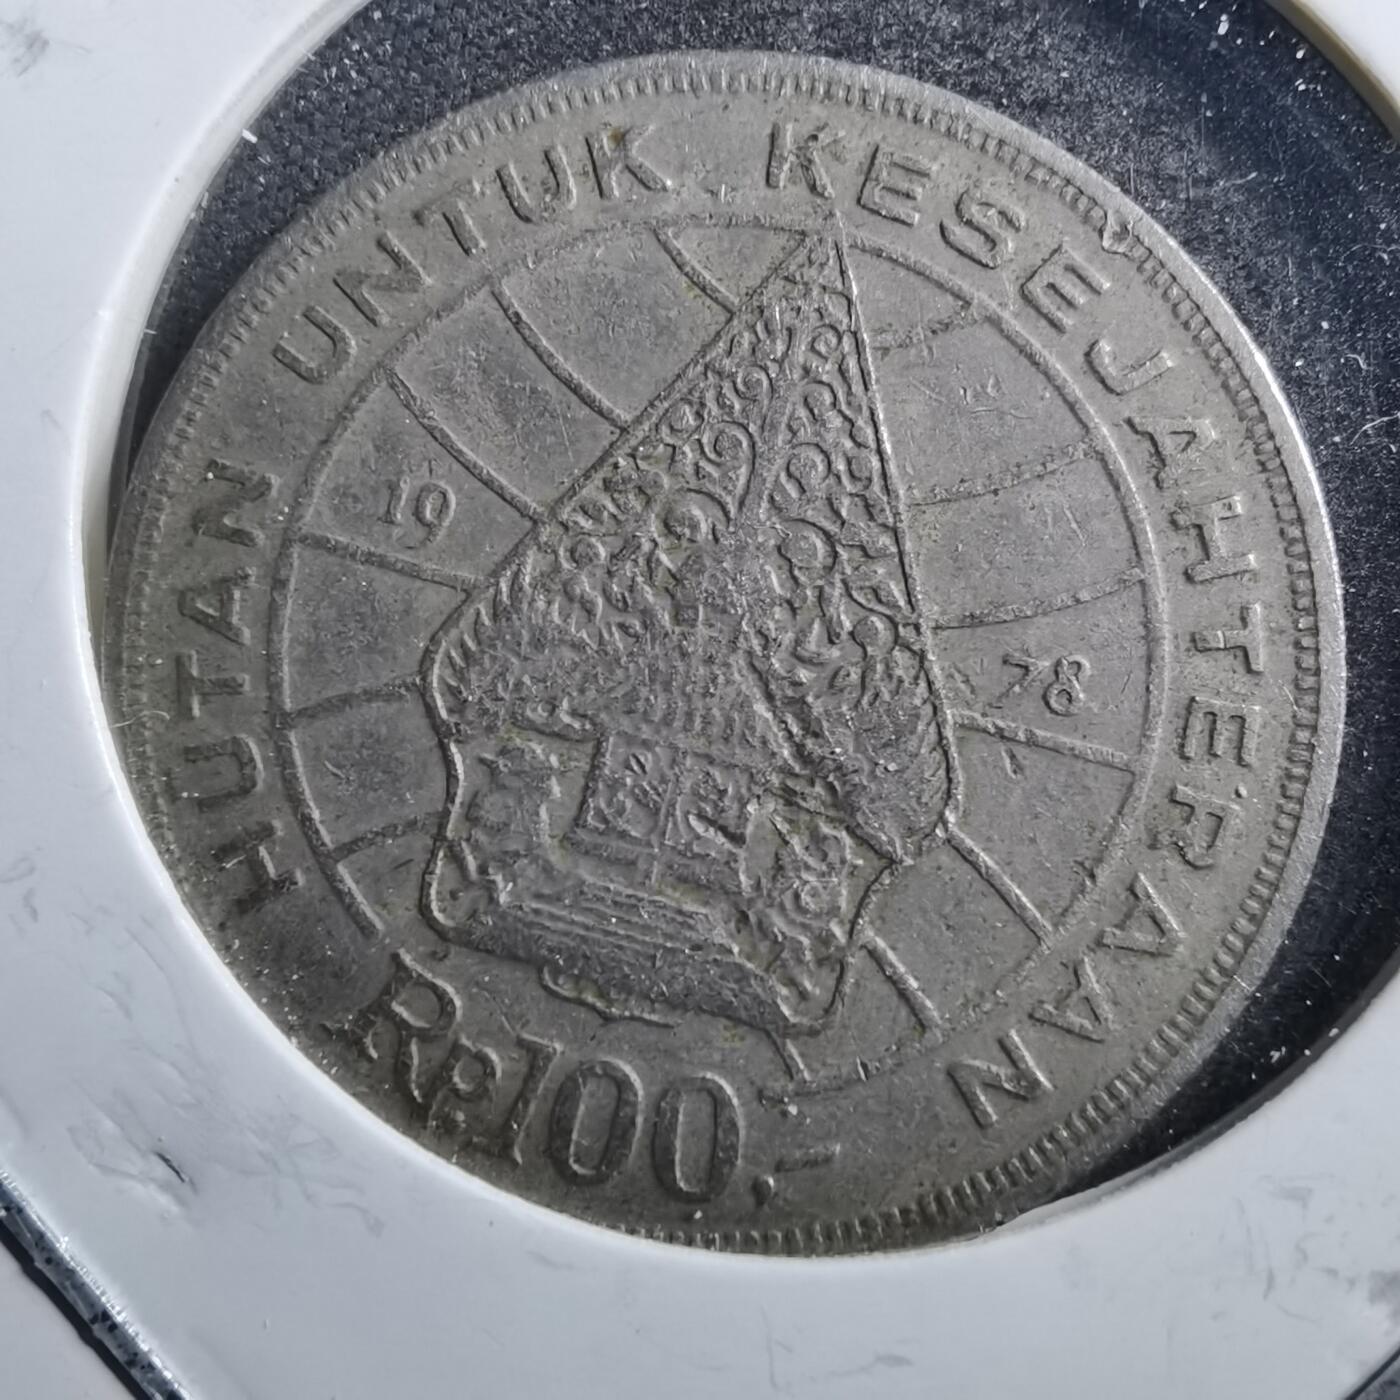 HUTAN UNTUK KESEJAHTERAAN
19 78
Rp100,-